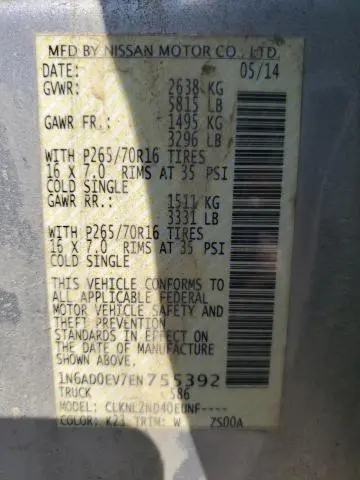 MFD BY NISSAN MOTOR CO., LTD.
DATE: 05/14
GVWR: 2638 KG
5815 LB
GAWR FR.: 1495 KG
3296 LB
WITH P265/70R16 TIRES
16 X 7.0 RIMS AT 35 PSI
COLD SINGLE
GAWR RR.: 1511 KG
3331 LB
WITH P265/70R16 TIRES
16 X 7.0 RIMS AT 35 PSI
COLD SINGLE
THIS VEHICLE CONFORMS TO
ALL APPLICABLE FEDERAL
MOTOR VEHICLE SAFETY AND
THEFT PREVENTION
STANDARDS IN EFFECT ON
THE DATE OF MANUFACTURE
SHOWN ABOVE.
1N6AD0EV7EN755392
TRUCK 586
MODEL: CLKNLZND40EUNF----
COLOR: K23 TRIM: W ZS00A